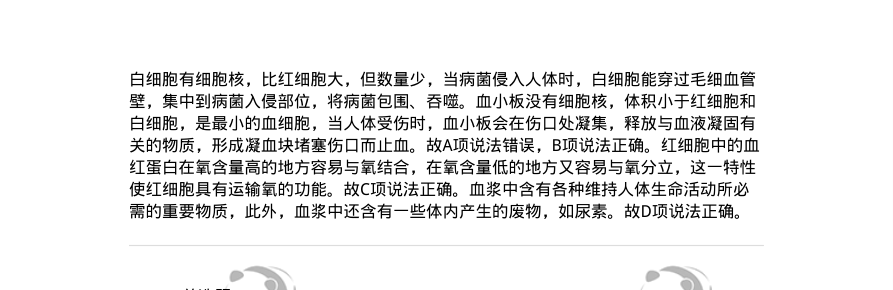 白细胞有细胞核，比红细胞大，但数量少，当病菌侵入人体时，白细胞能穿过毛细血管
壁，集中到病菌入侵部位，将病菌包围、吞噬。血小板没有细胞核，体积小于红细胞和
白细胞，是最小的血细胞，当人体受伤时，血小板会在伤口处凝集，释放与血液凝固有
关的物质，形成凝血块堵塞伤口而止血。故A项说法错误，B项说法正确。红细胞中的血
红蛋白在氧含量高的地方容易与氧结合，在氧含量低的地方又容易与氧分立，这一特性
使红细胞具有运输氧的功能。故C项说法正确。血浆中含有各种维持人体生命活动所必
需的重要物质，此外，血浆中还含有一些体内产生的废物，如尿素。故D项说法正确。